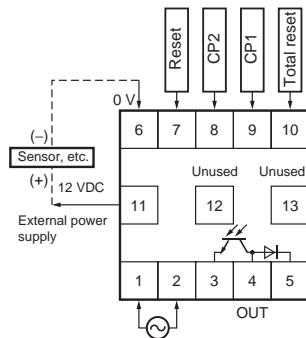 Reset
CP2
CP1
Total reset
0 V
(–)
6
7
8
9
10
Sensor, etc.
(+)
12 VDC
Unused
Unused
11
12
13
External power
supply
1
2
3
4
5
OUT